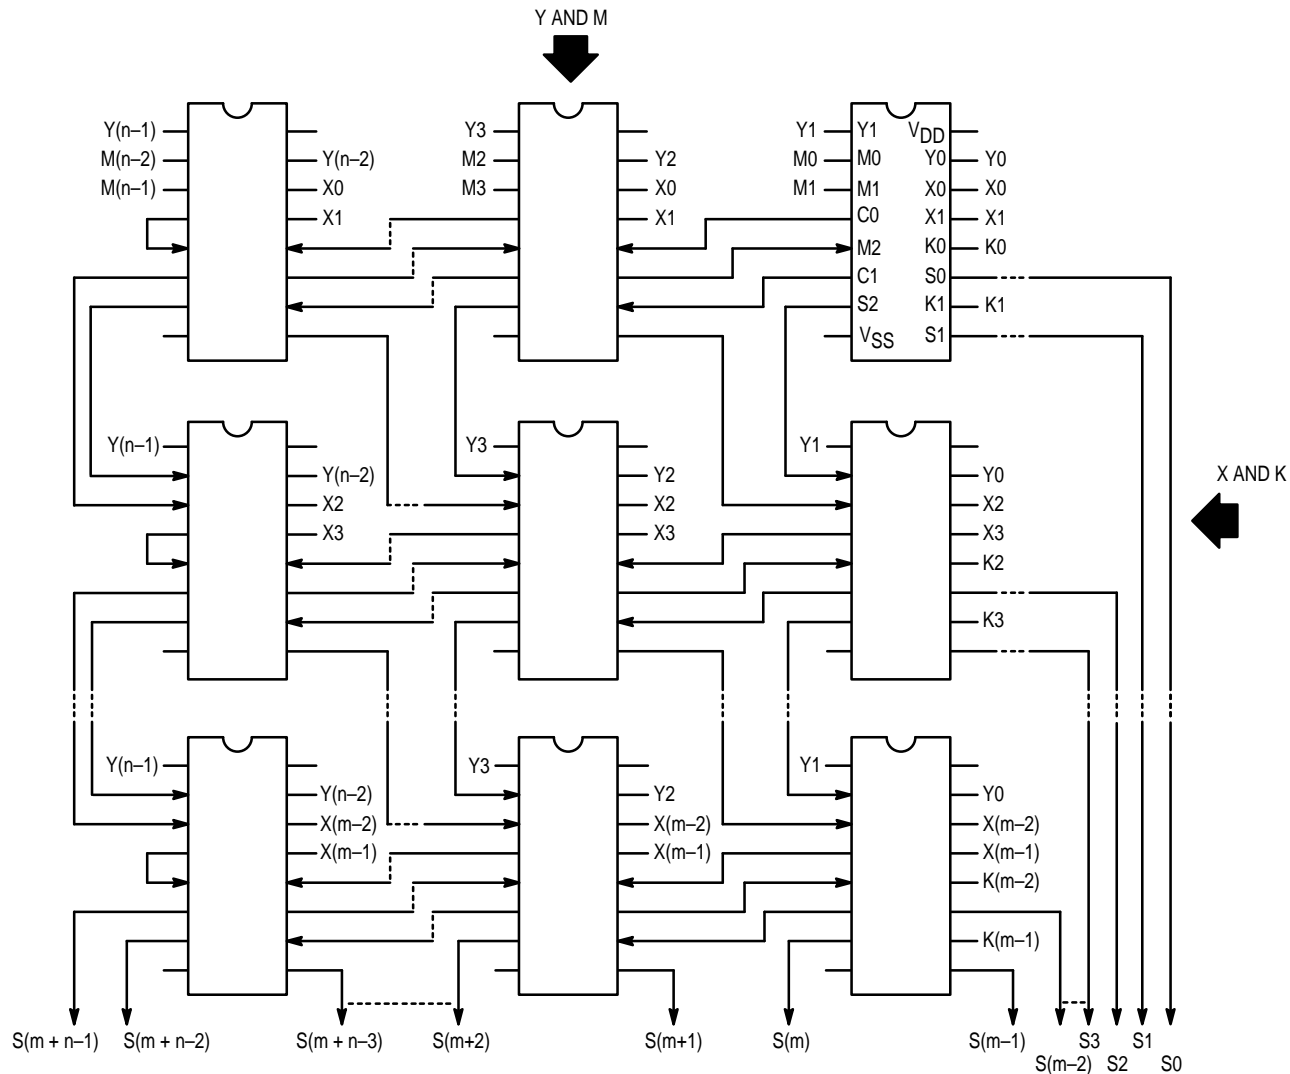 Y AND M
Y(n–1)
M(n–2) Y(n–2)
M(n–1) X0
X1
Y3
M2 Y2
M3 X0
X1
Y1 Y1 VDD
M0 M0 Y0 Y0
M1 M1 X0 X0
C0 X1 X1
M2 K0 K0
C1 S0
S2 K1 K1
VSS S1
Y(n–1)
Y(n–2)
X2
X3
Y3
Y2
X2
X3
Y1
Y0
X2
X3
K2
K3
X AND K
Y(n–1)
Y(n–2)
X(m–2)
X(m–1)
Y3
Y2
X(m–2)
X(m–1)
Y1
Y0
X(m–2)
X(m–1)
K(m–2)
K(m–1)
S(m + n–1) S(m + n–2) S(m + n–3) S(m+2) S(m+1) S(m) S(m–1) S3 S1
S(m–2) S2 S0